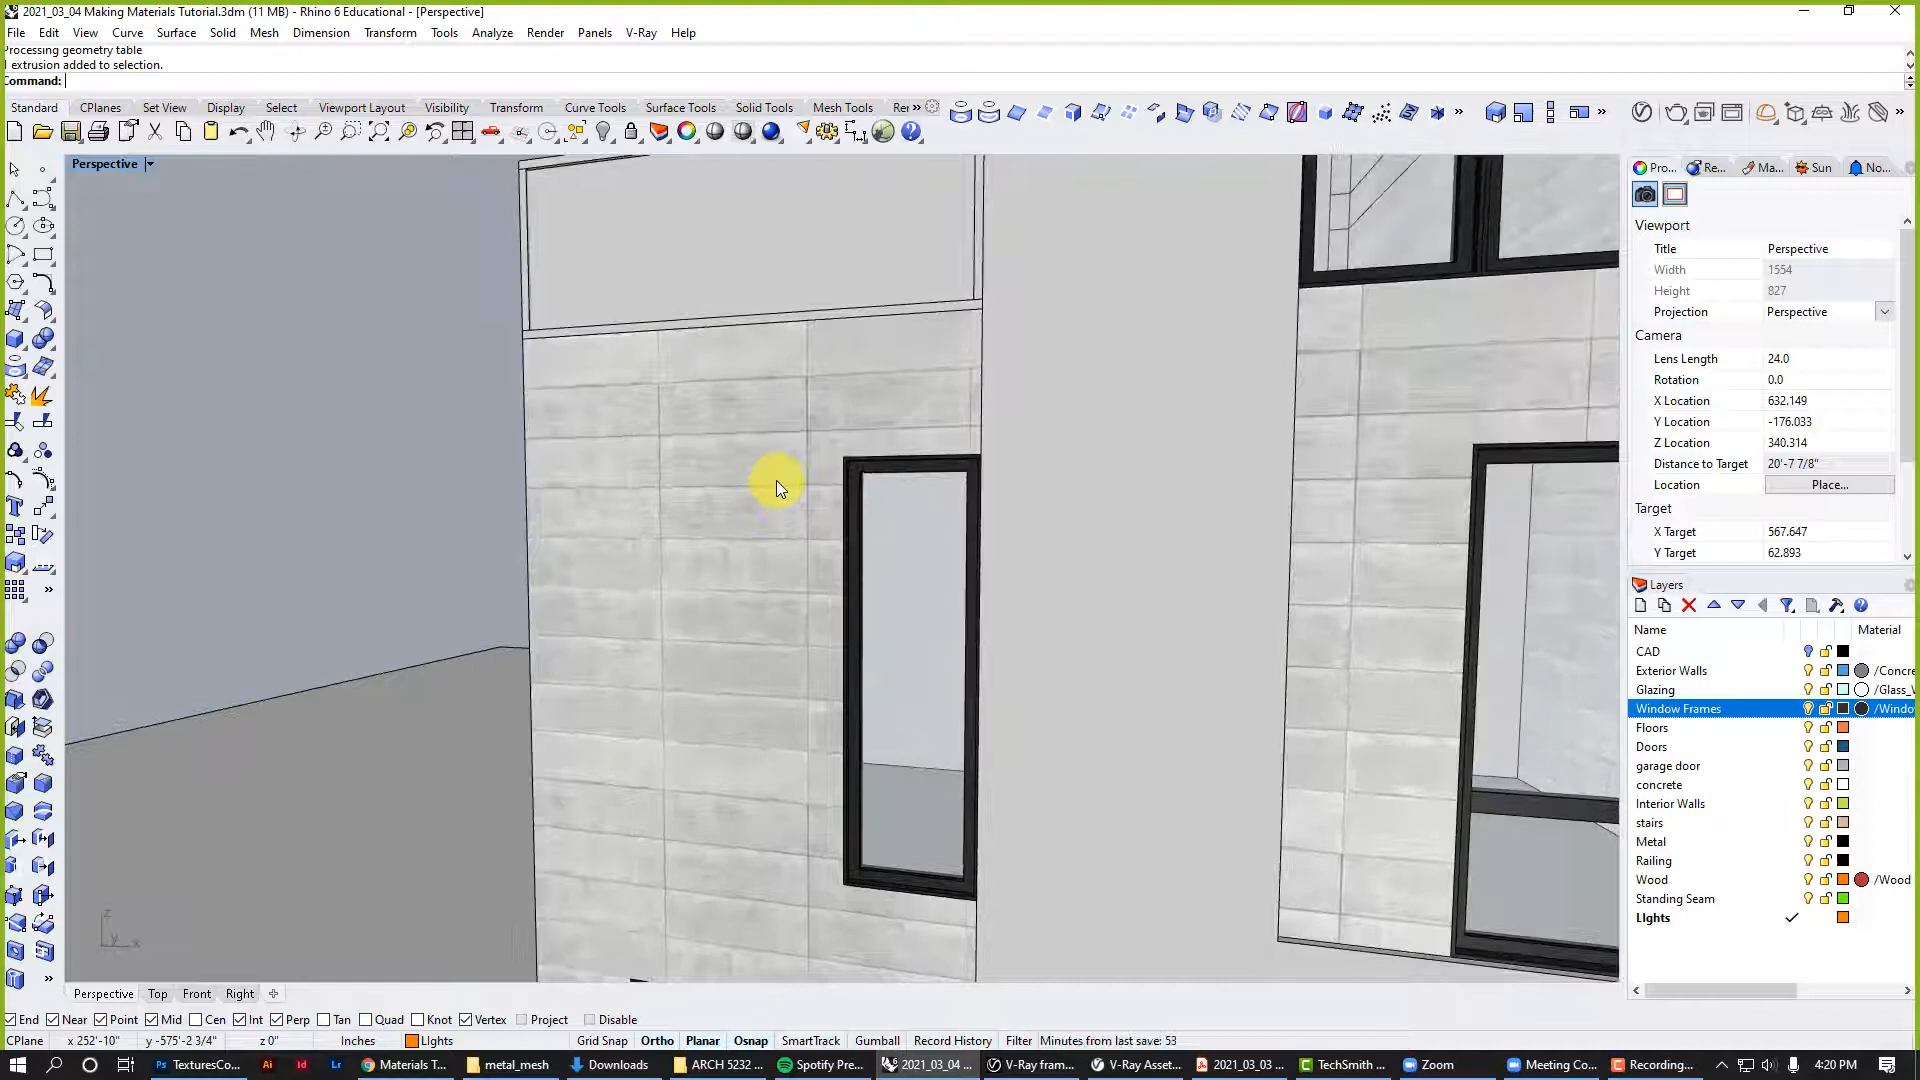 2021_03_04 Making Materials Tutorial.3dm (11 MB) - Rhino 6 Educational - [Perspective]
File Edit View Curve Surface Solid Mesh Dimension Transform Tools Analyze Render Panels V-Ray Help
Processing geometry table
1 extrusion added to selection.
Command:
Standard CPlanes Set View Display Select Viewport Layout Visibility Transform Curve Tools Surface Tools Solid Tools Mesh Tools Rer »
Perspective
Pro... Re... Ma... Sun No...
Viewport
Title Perspective
Width 1554
Height 827
Projection Perspective
Camera
Lens Length 24.0
Rotation 0.0
X Location 632.149
Y Location -176.033
Z Location 340.314
Distance to Target 20'-7 7/8"
Location Place...
Target
X Target 567.647
Y Target 62.893
Layers
Name Material
CAD
Exterior Walls /Concre
Glazing /Glass_V
Window Frames /Windo
Floors
Doors
garage door
concrete
Interior Walls
stairs
Metal
Railing
Wood /Wood
Standing Seam
LIghts
z
y x
Perspective Top Front Right
End Near Point Mid Cen Int Perp Tan Quad Knot Vertex Project Disable
CPlane x 252'-10" y -575'-2 3/4" z 0" Inches LIghts Grid Snap Ortho Planar Osnap SmartTrack Gumball Record History Filter Minutes from last save: 53
TexturesCo... Ai Id Lr Materials T... metal_mesh Downloads ARCH 5232 ... Spotify Pre... 2021_03_04 ... V-Ray fram... V-Ray Asset... 2021_03_03 ... TechSmith ... Zoom Meeting Co... Recording... 4:20 PM